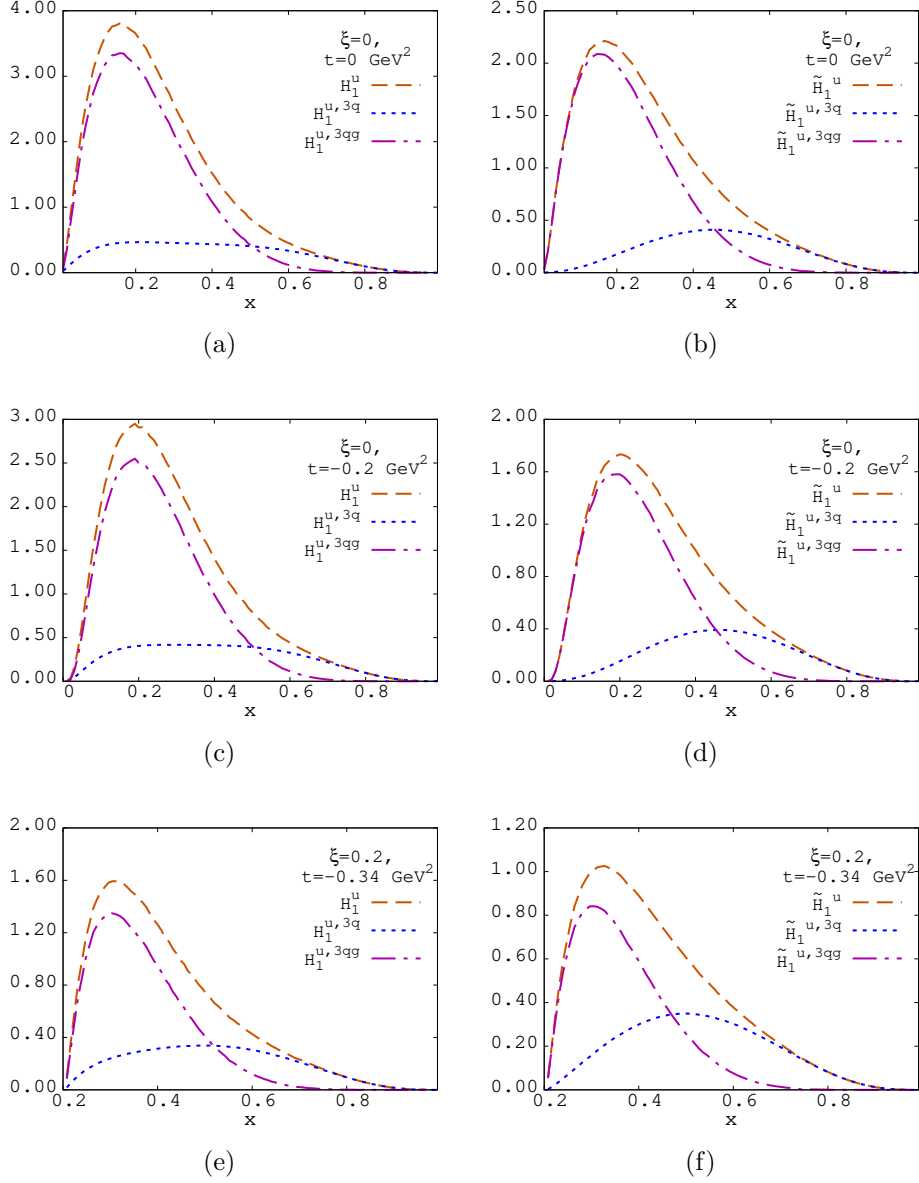 4.00
3.00
2.00
1.00
0.00
0.2 0.4 0.6 0.8
x
ξ=0,
t=0 GeV²
H₁ᵘ
H₁ᵘ,³q
H₁ᵘ,³qg
(a)
2.50
2.00
1.50
1.00
0.50
0.00
0.2 0.4 0.6 0.8
x
ξ=0,
t=0 GeV²
H̃₁ᵘ
H̃₁ᵘ,³q
H̃₁ᵘ,³qg
(b)
3.00
2.50
2.00
1.50
1.00
0.50
0.00
0 0.2 0.4 0.6 0.8
x
ξ=0,
t=−0.2 GeV²
H₁ᵘ
H₁ᵘ,³q
H₁ᵘ,³qg
(c)
2.00
1.60
1.20
0.80
0.40
0.00
0 0.2 0.4 0.6 0.8
x
ξ=0,
t=−0.2 GeV²
H̃₁ᵘ
H̃₁ᵘ,³q
H̃₁ᵘ,³qg
(d)
2.00
1.60
1.20
0.80
0.40
0.00
0.2 0.4 0.6 0.8
x
ξ=0.2,
t=−0.34 GeV²
H₁ᵘ
H₁ᵘ,³q
H₁ᵘ,³qg
(e)
1.20
1.00
0.80
0.60
0.40
0.20
0.00
0.2 0.4 0.6 0.8
x
ξ=0.2,
t=−0.34 GeV²
H̃₁ᵘ
H̃₁ᵘ,³q
H̃₁ᵘ,³qg
(f)